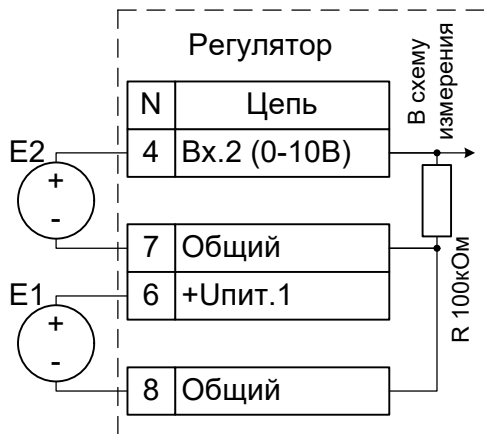 Регулятор
N Цепь
E2 + - 4 Вх.2 (0-10В)
7 Общий
E1 + - 6 +Uпит.1
8 Общий
В схему
измерения
R 100кОм